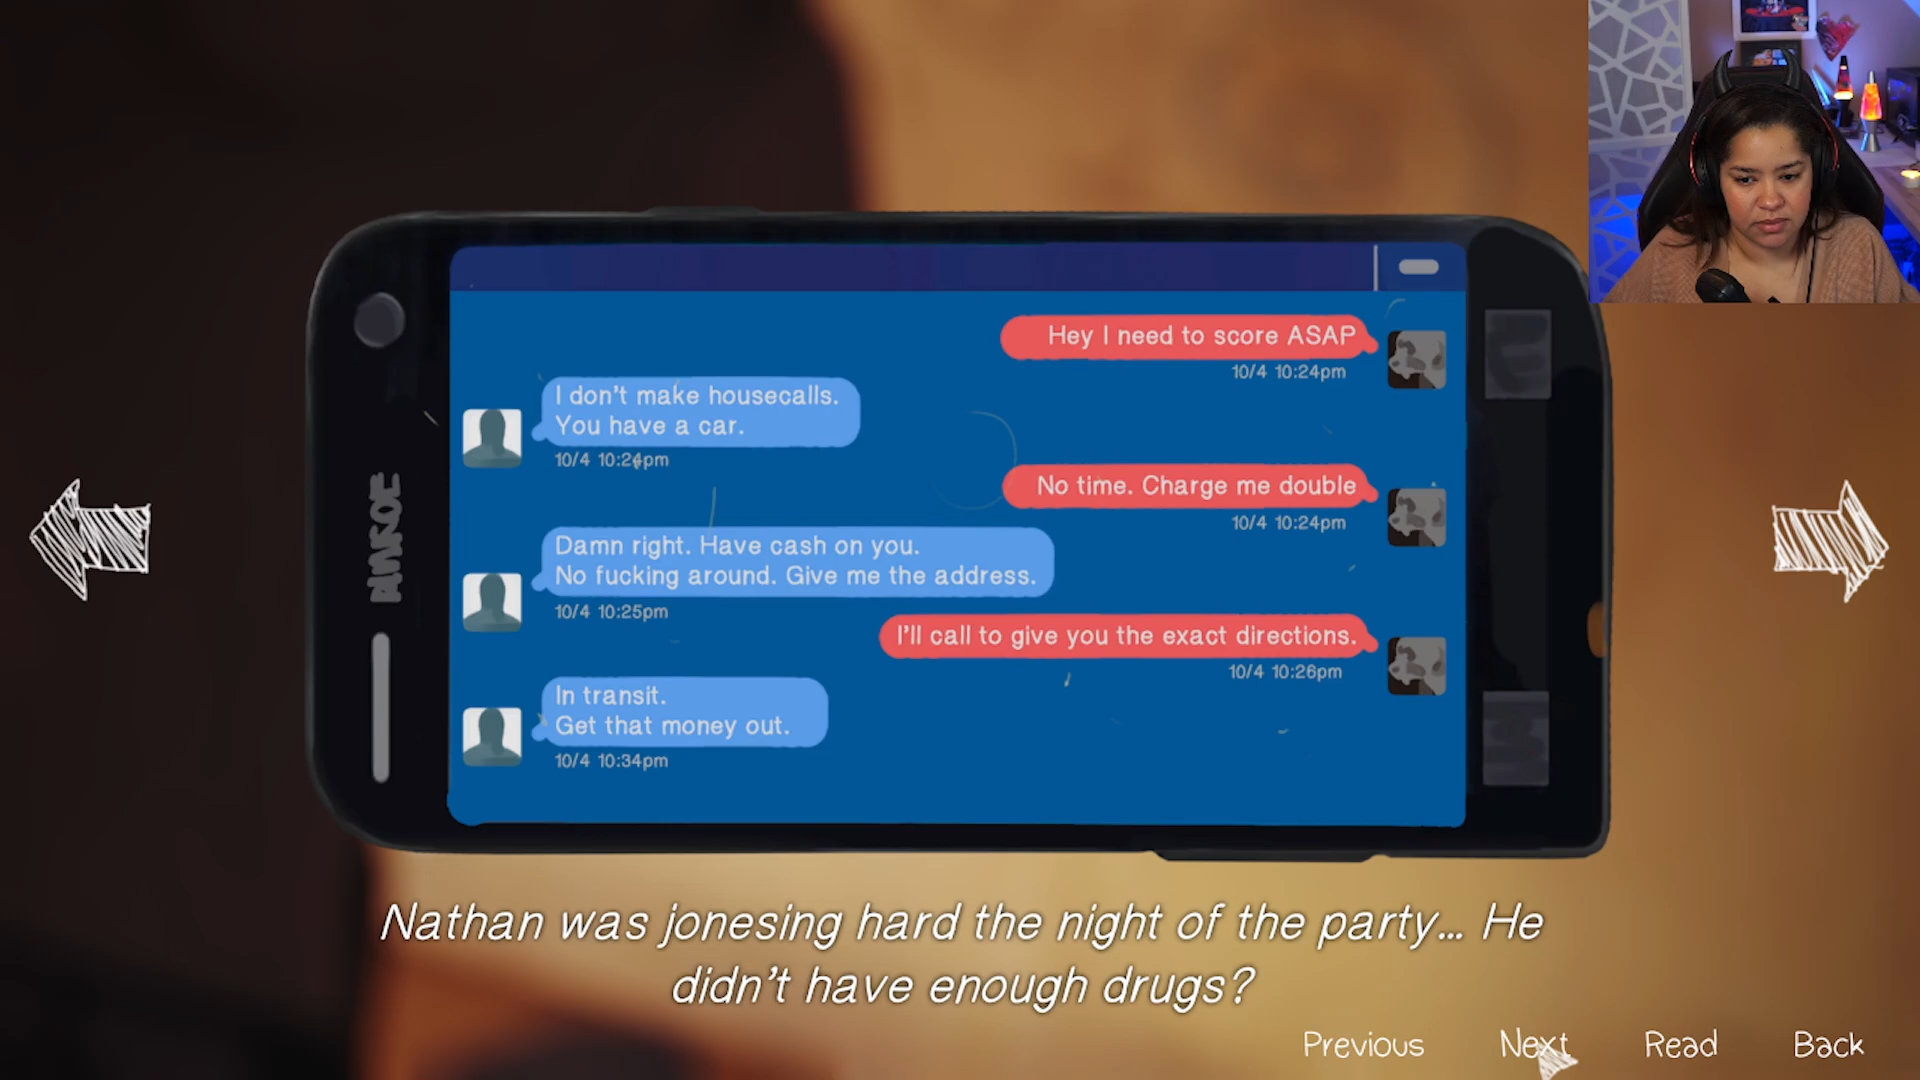 Hey I need to score ASAP
10/4 10:24pm
I don't make housecalls.
You have a car.
10/4 10:24pm
No time. Charge me double
10/4 10:24pm
Damn right. Have cash on you.
No fucking around. Give me the address.
10/4 10:25pm
I'll call to give you the exact directions.
10/4 10:26pm
In transit.
Get that money out.
10/4 10:34pm
Nathan was jonesing hard the night of the party... He
didn't have enough drugs?
Previous Next Read Back